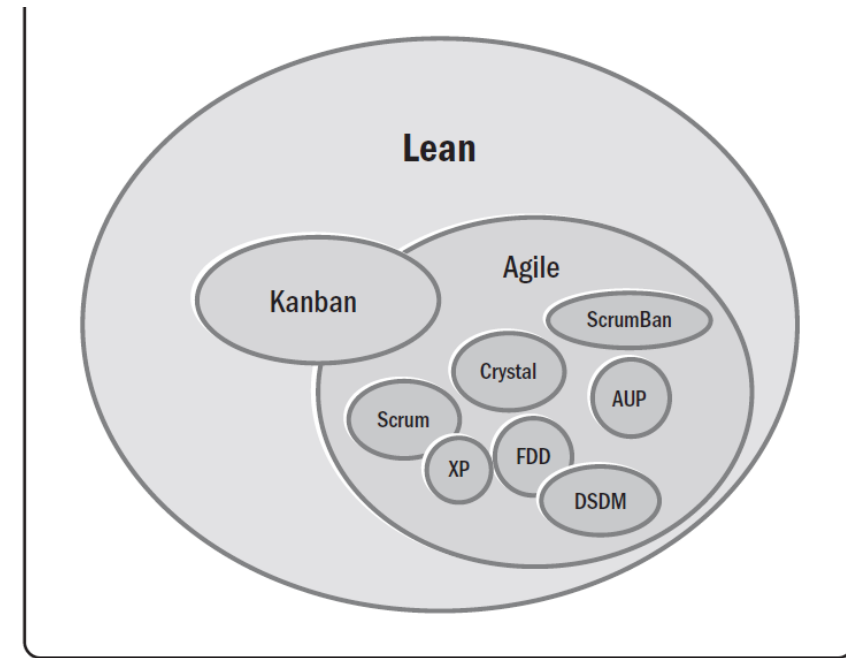 Lean
Agile
Kanban
ScrumBan
Crystal
AUP
Scrum
FDD
XP
DSDM